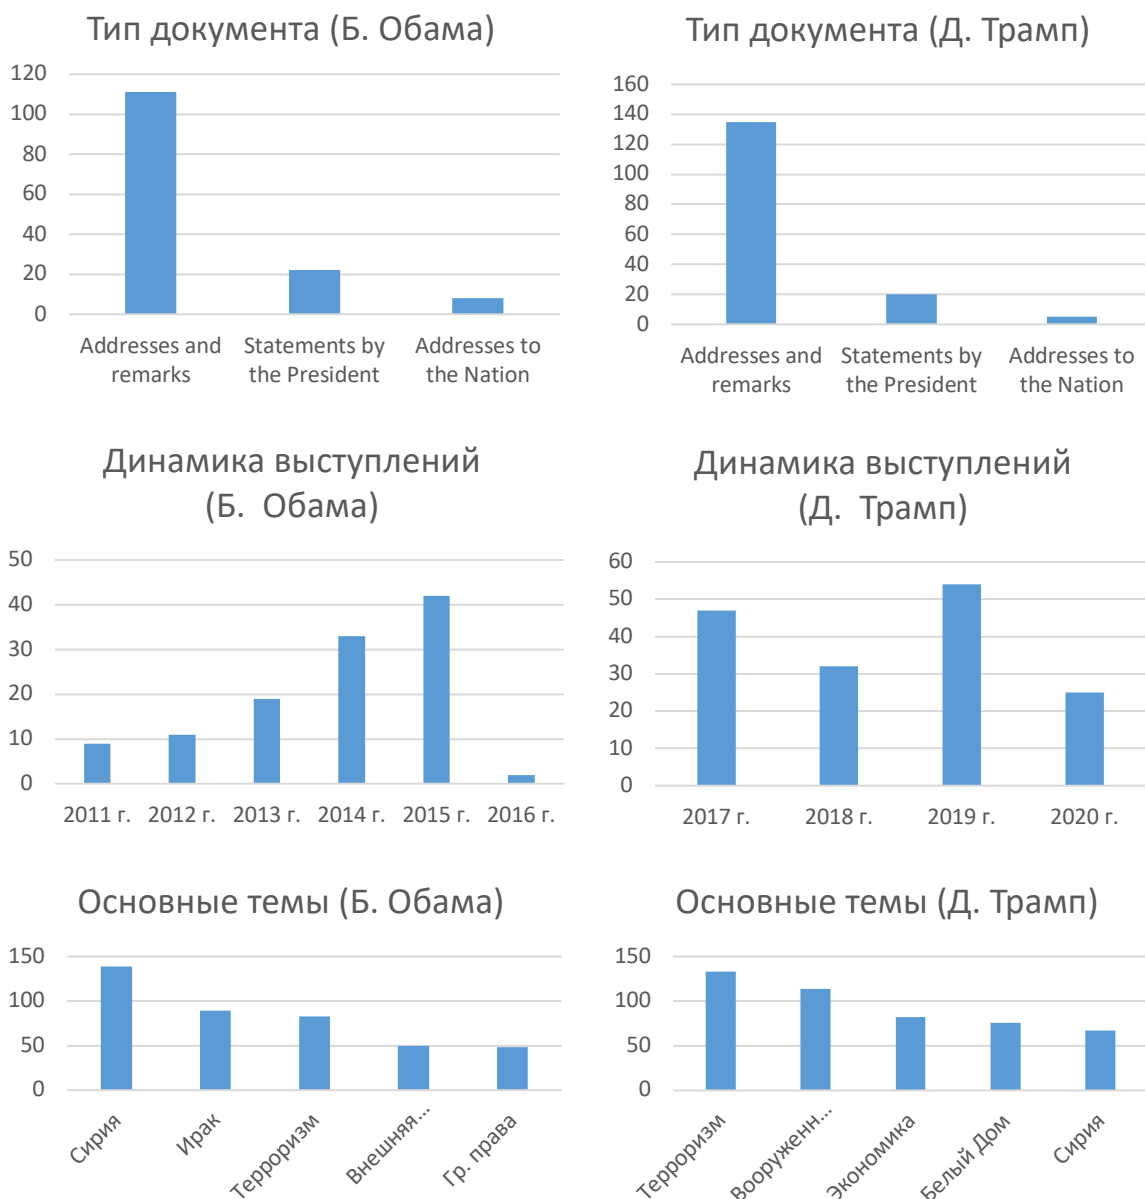 Тип документа (Б. Обама)
120
100
80
60
40
20
0
Addresses and remarks
Statements by the President
Addresses to the Nation
Тип документа (Д. Трамп)
160
140
120
100
80
60
40
20
0
Addresses and remarks
Statements by the President
Addresses to the Nation
Динамика выступлений
(Б. Обама)
50
40
30
20
10
0
2011 г. 2012 г. 2013 г. 2014 г. 2015 г. 2016 г.
Динамика выступлений
(Д. Трамп)
60
50
40
30
20
10
0
2017 г. 2018 г. 2019 г. 2020 г.
Основные темы (Б. Обама)
150
100
50
0
Сирия
Ирак
Терроризм
Внешняя...
Гр. права
Основные темы (Д. Трамп)
150
100
50
0
Терроризм
Вооруженн...
Экономика
Белый Дом
Сирия